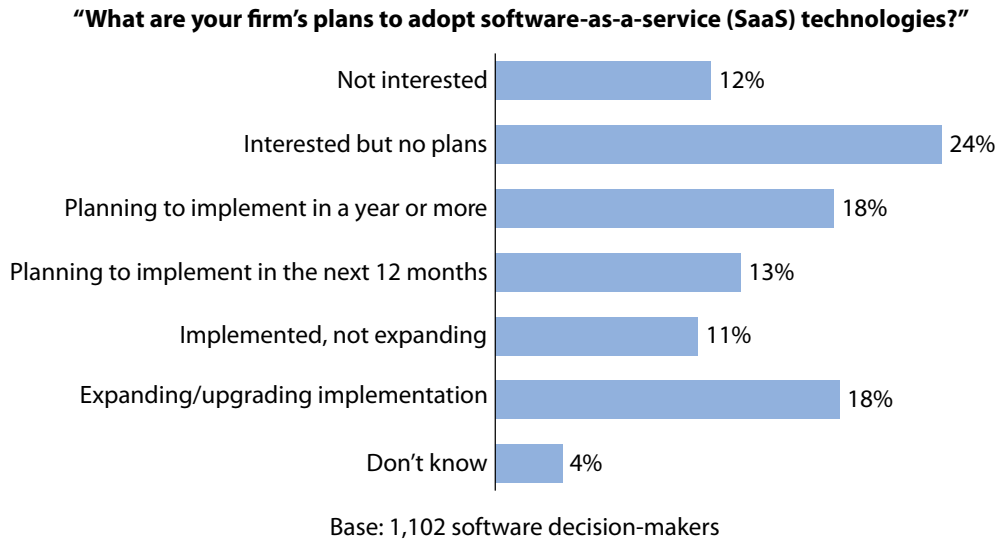 “What are your firm’s plans to adopt software-as-a-service (SaaS) technologies?”
Not interested 12%
Interested but no plans 24%
Planning to implement in a year or more 18%
Planning to implement in the next 12 months 13%
Implemented, not expanding 11%
Expanding/upgrading implementation 18%
Don’t know 4%
Base: 1,102 software decision-makers